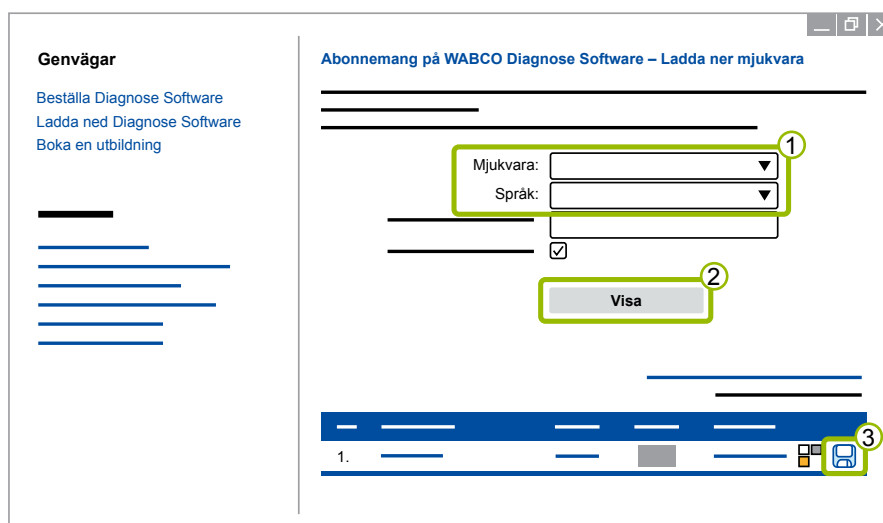 Genvägar
Beställa Diagnose Software
Ladda ned Diagnose Software
Boka en utbildning
Abonnemang på WABCO Diagnose Software – Ladda ner mjukvara
1
Mjukvara:
Språk:
2
Visa
3
1.